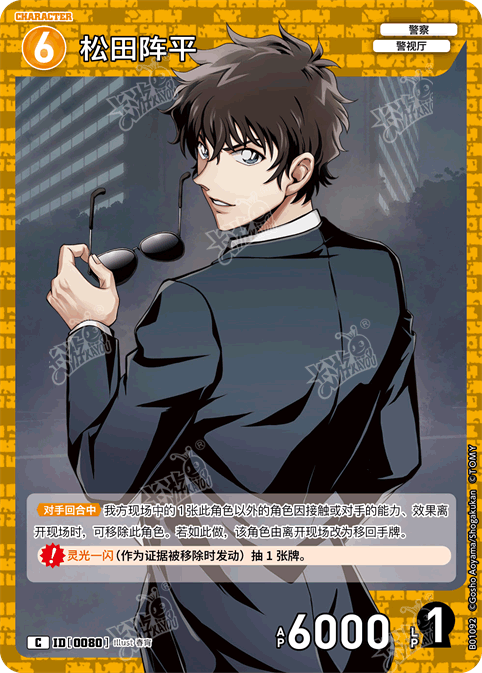 CHARACTER
6
松田阵平
警察
警视厅
对手回合中 我方现场中的1张此角色以外的角色因接触或对手的能力、效果离
开现场时，可移除此角色。若如此做，该角色由离开现场改为移回手牌。
灵光一闪(作为证据被移除时发动) 抽 1 张牌。
C ID[0080] Illust 春宵
AP 6000 LP 1
B01092 ©Gosho Aoyama/Shogakukan ©TOMY